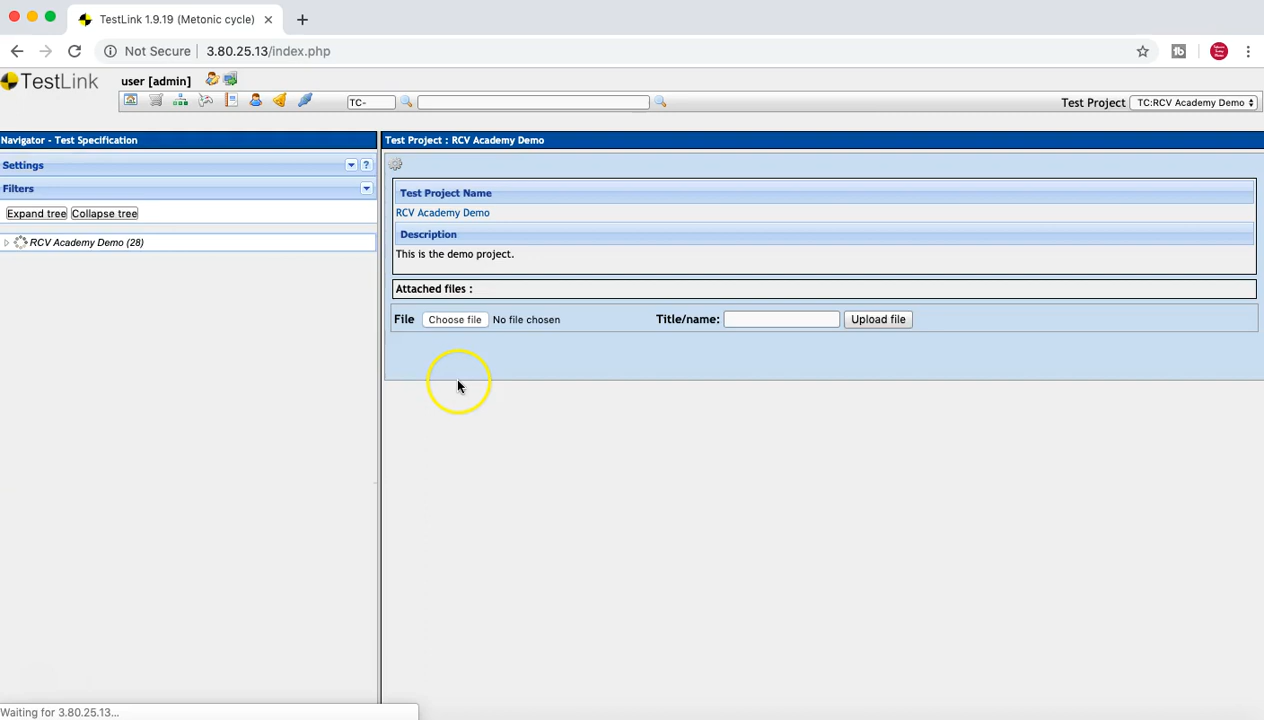 TestLink 1.9.19 (Metonic cycle)
Not Secure | 3.80.25.13/index.php
TestLink
user [admin]
TC-
Test Project TC:RCV Academy Demo
Navigator - Test Specification
Settings
?
Filters
Expand tree Collapse tree
RCV Academy Demo (28)
Test Project : RCV Academy Demo
Test Project Name
RCV Academy Demo
Description
This is the demo project.
Attached files :
File Choose file No file chosen Title/name: Upload file
Waiting for 3.80.25.13...